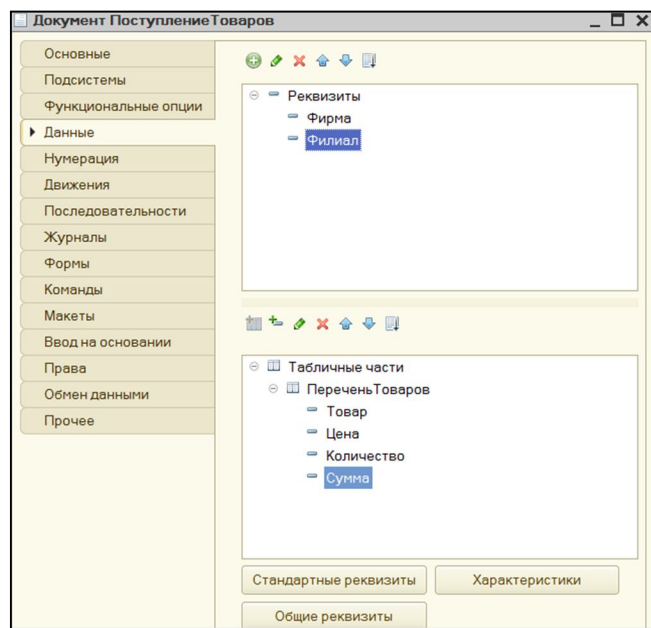 Документ ПоступлениеТоваров
Основные
Подсистемы
Функциональные опции
Данные
Нумерация
Движения
Последовательности
Журналы
Формы
Команды
Макеты
Ввод на основании
Права
Обмен данными
Прочее
Реквизиты
Фирма
Филиал
Табличные части
ПереченьТоваров
Товар
Цена
Количество
Сумма
Стандартные реквизиты
Характеристики
Общие реквизиты